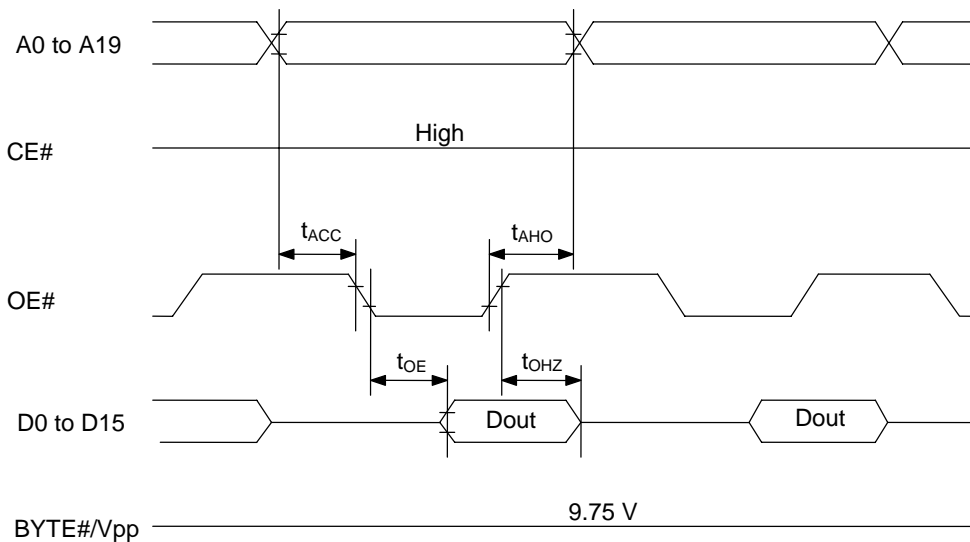 A0 to A19
High
CE#
tACC
tAHO
OE#
tOE
tOHZ
D0 to D15
Dout
Dout
9.75 V
BYTE#/Vpp